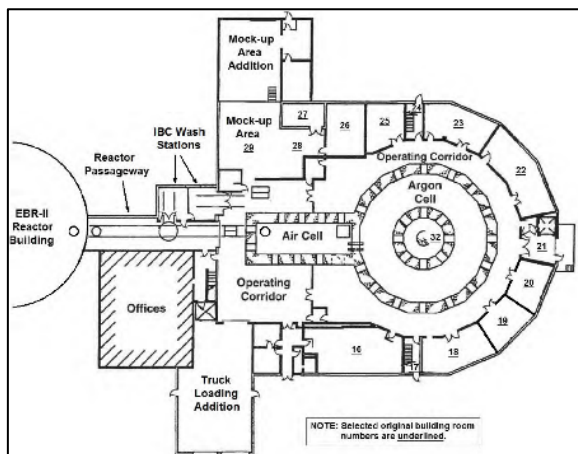 Mock-up
Area
Addition
Mock-up
Area
29
27
28
26
25
24
23
22
IBC Wash
Stations
Reactor
Passageway
Operating Corridor
Argon
Cell
EBR-II
Reactor
Building
Air Cell
32
21
20
19
Operating
Corridor
Offices
16
17
18
Truck
Loading
Addition
NOTE: Selected original building room
numbers are underlined.